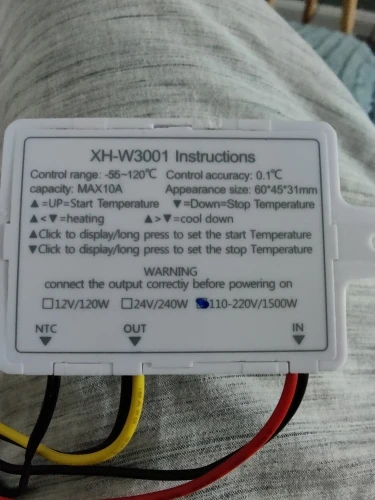 XH-W3001 Instructions
Control range: -55~120℃ Control accuracy: 0.1℃
capacity: MAX10A Appearance size: 60*45*31mm
▲=UP=Start Temperature ▼=Down=Stop Temperature
▲<▼=heating ▲>▼=cool down
▲Click to display/long press to set the start Temperature
▼Click to display/long press to set the stop Temperature
WARNING
connect the output correctiy before powering on
☐12V/120W ☐24V/240W ☑110-220V/1500W
NTC OUT IN
▼ ▼ ▼